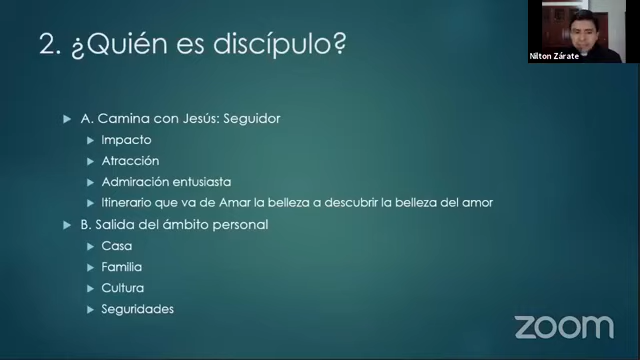 2. ¿Quién es discípulo?
Nilton Zárate
A. Camina con Jesús: Seguidor
Impacto
Atracción
Admiración entusiasta
Itinerario que va de Amar la belleza a descubrir la belleza del amor
B. Salida del ámbito personal
Casa
Familia
Cultura
Seguridades
zoom